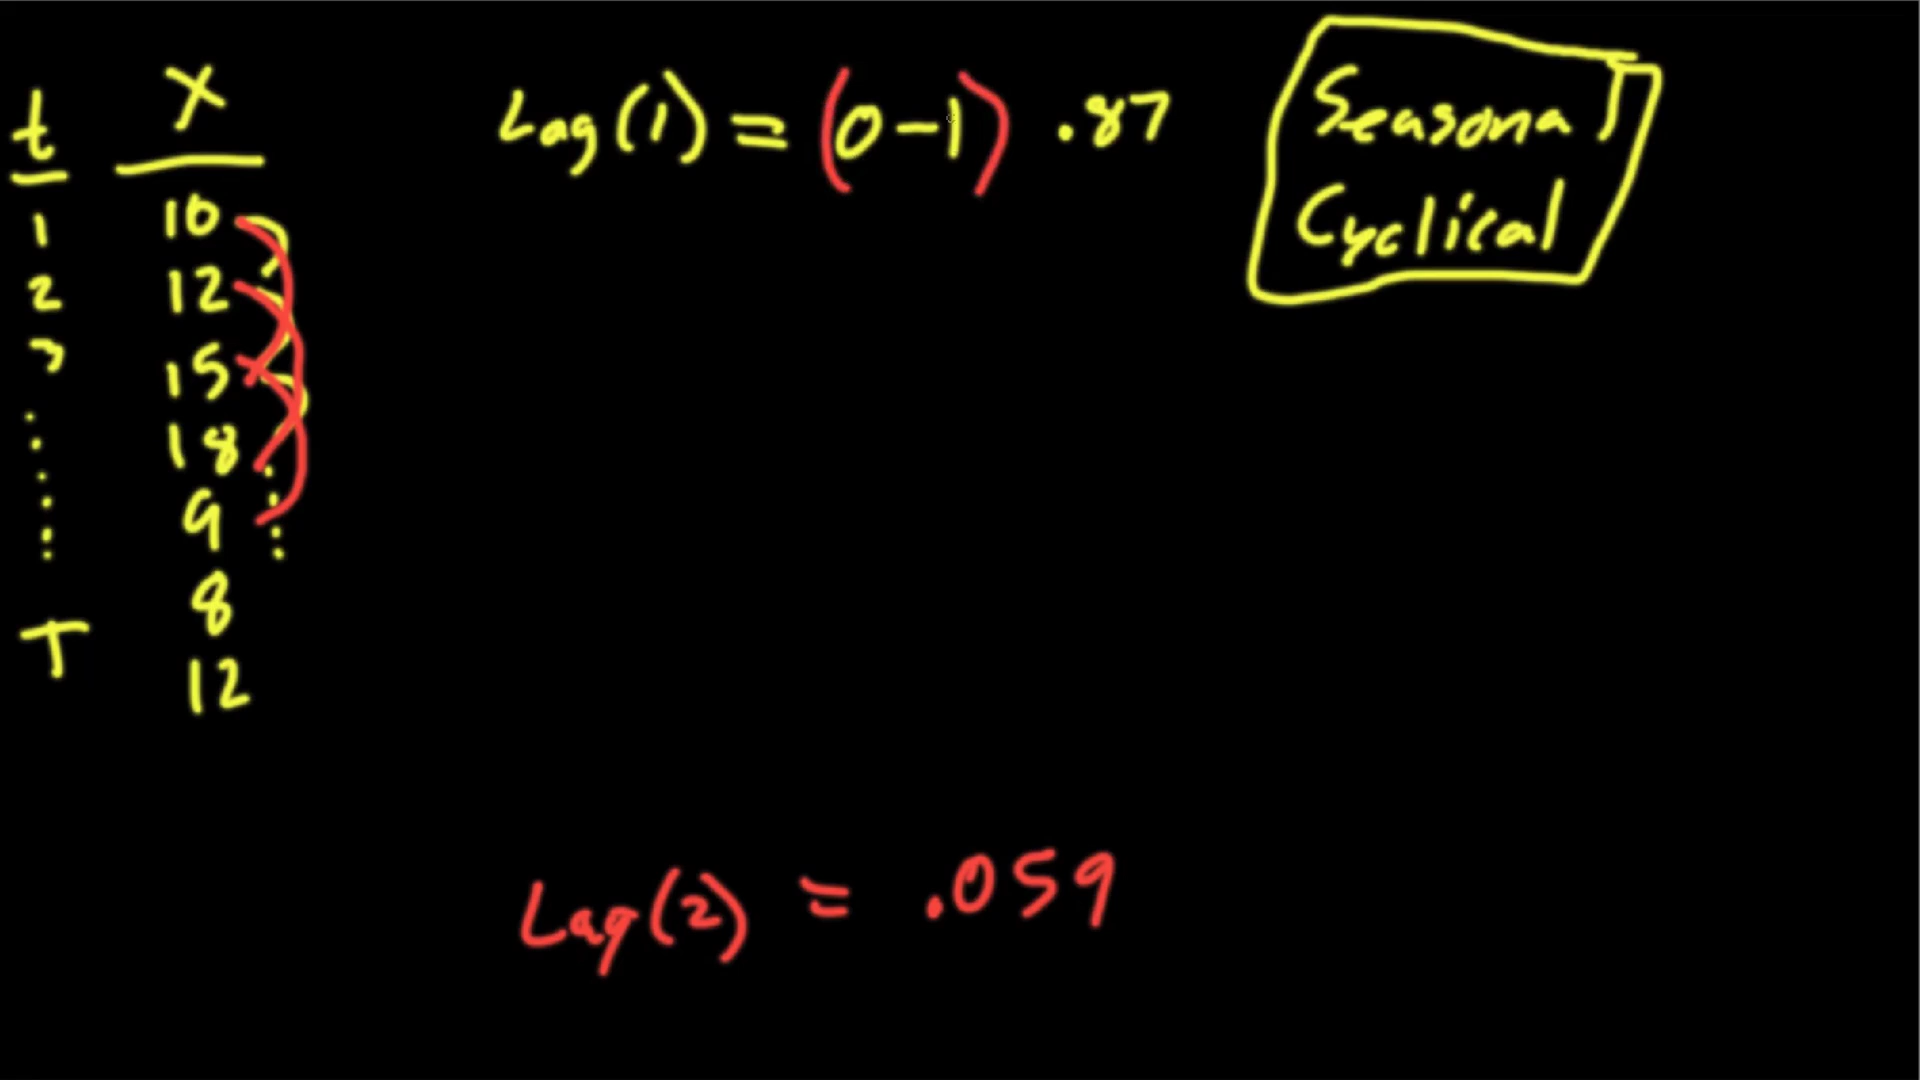 t X
1 10
2 12
3 15
18
9
8
T
12
Lag(1) = (0-1) .87
Seasonal
Cyclical
Lag(2) = .059